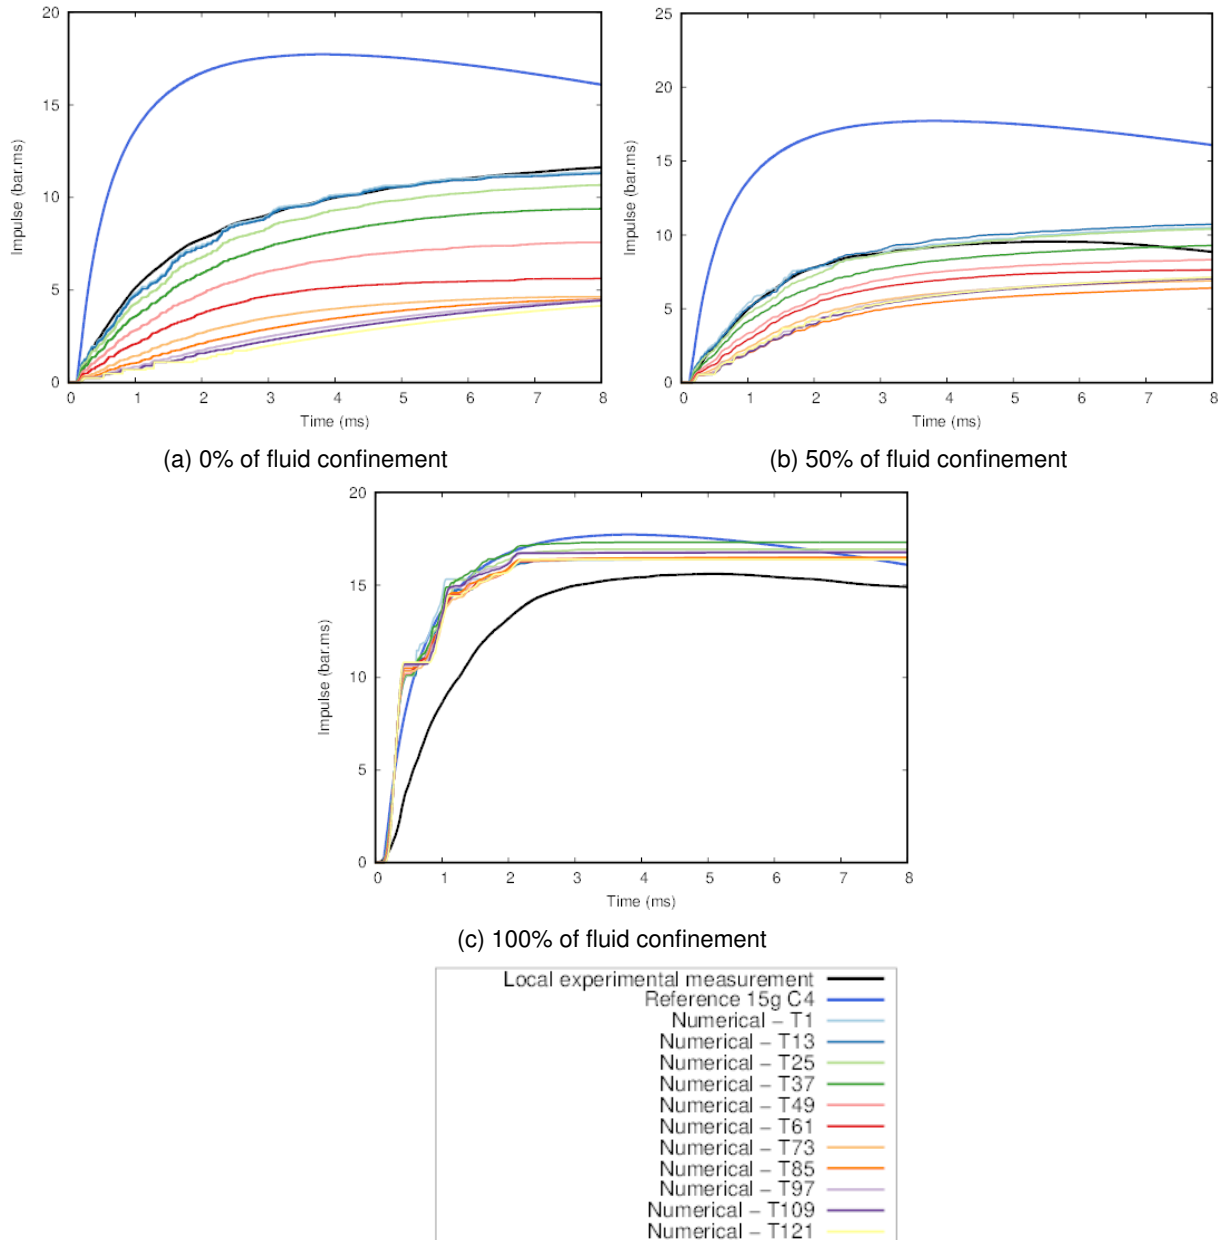 20
15
10
5
0
Impulse (bar.ms)
0 1 2 3 4 5 6 7 8
Time (ms)
(a) 0% of fluid confinement
25
20
15
10
5
0
Impulse (bar.ms)
0 1 2 3 4 5 6 7 8
Time (ms)
(b) 50% of fluid confinement
20
15
10
5
0
Impulse (bar.ms)
0 1 2 3 4 5 6 7 8
Time (ms)
(c) 100% of fluid confinement
Local experimental measurement
Reference 15g C4
Numerical – T1
Numerical – T13
Numerical – T25
Numerical – T37
Numerical – T49
Numerical – T61
Numerical – T73
Numerical – T85
Numerical – T97
Numerical – T109
Numerical – T121